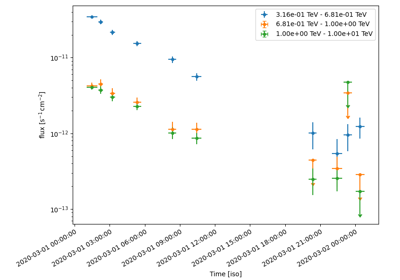 3.16e-01 TeV - 6.81e-01 TeV
6.81e-01 TeV - 1.00e+00 TeV
1.00e+00 TeV - 1.00e+01 TeV
flux [s⁻¹ cm⁻²]
10⁻¹¹
10⁻¹²
10⁻¹³
2020-03-01 00:00:00
2020-03-01 03:00:00
2020-03-01 06:00:00
2020-03-01 09:00:00
2020-03-01 12:00:00
2020-03-01 15:00:00
2020-03-01 18:00:00
2020-03-01 21:00:00
2020-03-02 00:00:00
Time [iso]